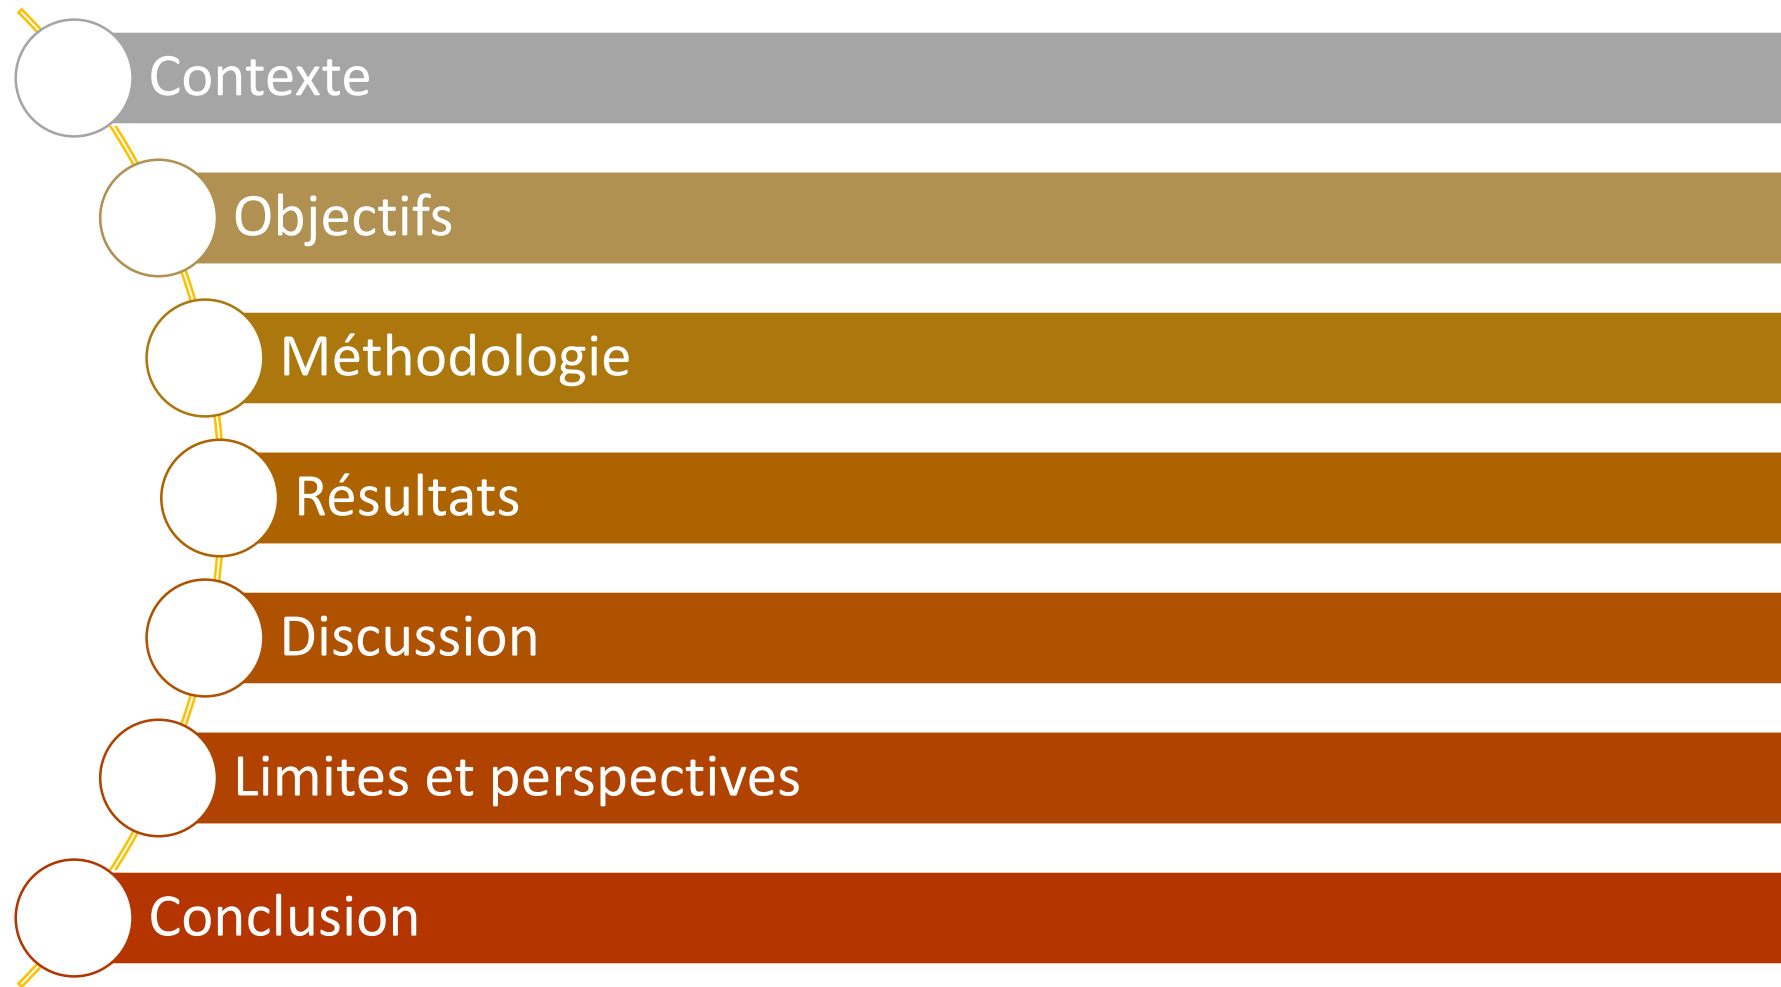 Contexte
Objectifs
Méthodologie
Résultats
Discussion
Limites et perspectives
Conclusion